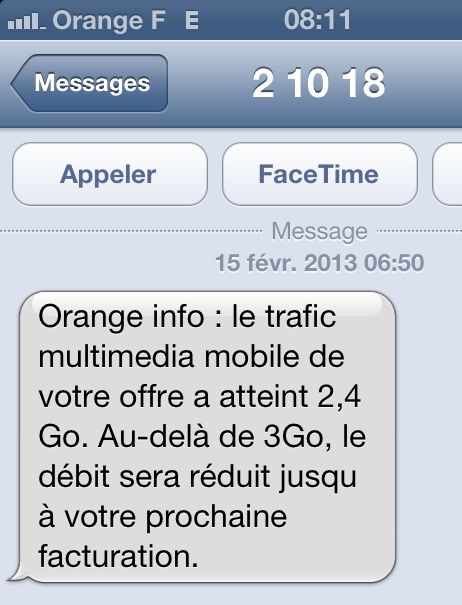 Orange F E 08:11
Messages 2 10 18
Appeler FaceTime
Message
15 févr. 2013 06:50
Orange info : le trafic
multimedia mobile de
votre offre a atteint 2,4
Go. Au-delà de 3Go, le
débit sera réduit jusqu
à votre prochaine
facturation.